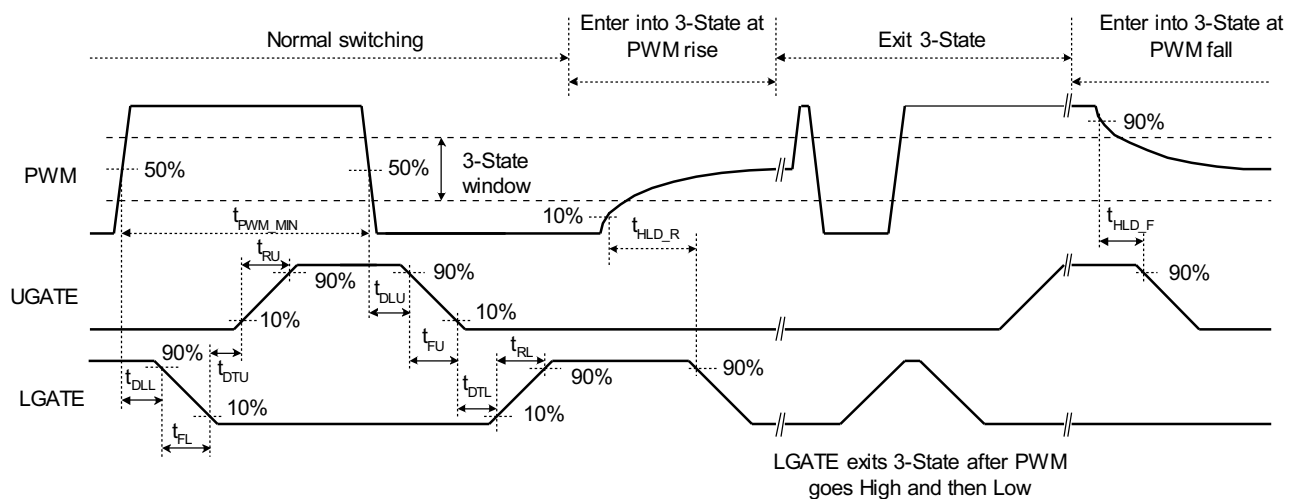 Normal switching
Enter into 3-State at
PWM rise
Exit 3-State
Enter into 3-State at
PWM fall
PWM
50%
50%
3-State
window
10%
90%
tPWM_MIN
tHLD_R
tHLD_F
UGATE
tRU
90%
10%
tDLU
90%
10%
tFU
90%
LGATE
90%
tDTU
tDLL
10%
tFL
tRL
tDTL
90%
10%
90%
LGATE exits 3-State after PWM
goes High and then Low